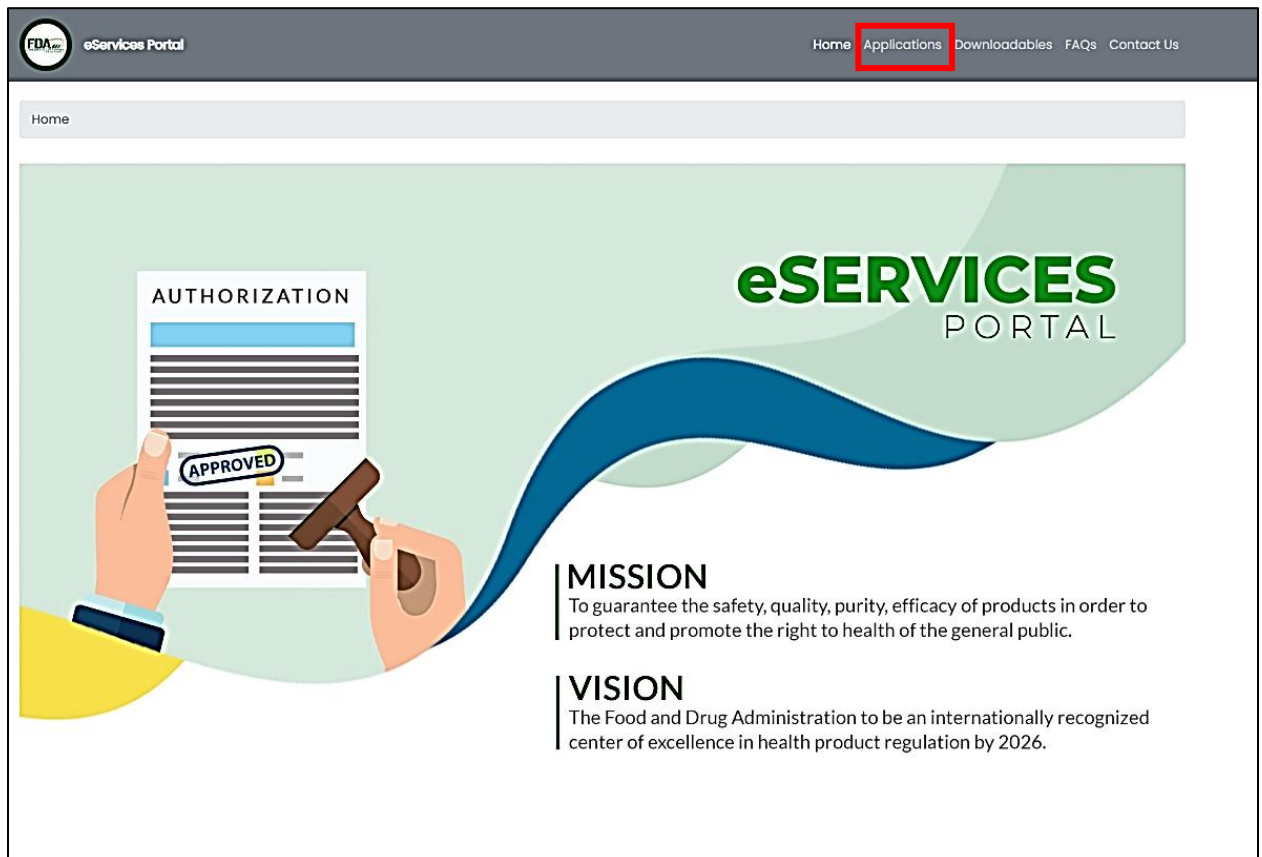 FDA
eServices Portal
Home Applications Downloadables FAQs Contact Us
Home
AUTHORIZATION
APPROVED
eSERVICES
PORTAL
MISSION
To guarantee the safety, quality, purity, efficacy of products in order to
protect and promote the right to health of the general public.
VISION
The Food and Drug Administration to be an internationally recognized
center of excellence in health product regulation by 2026.